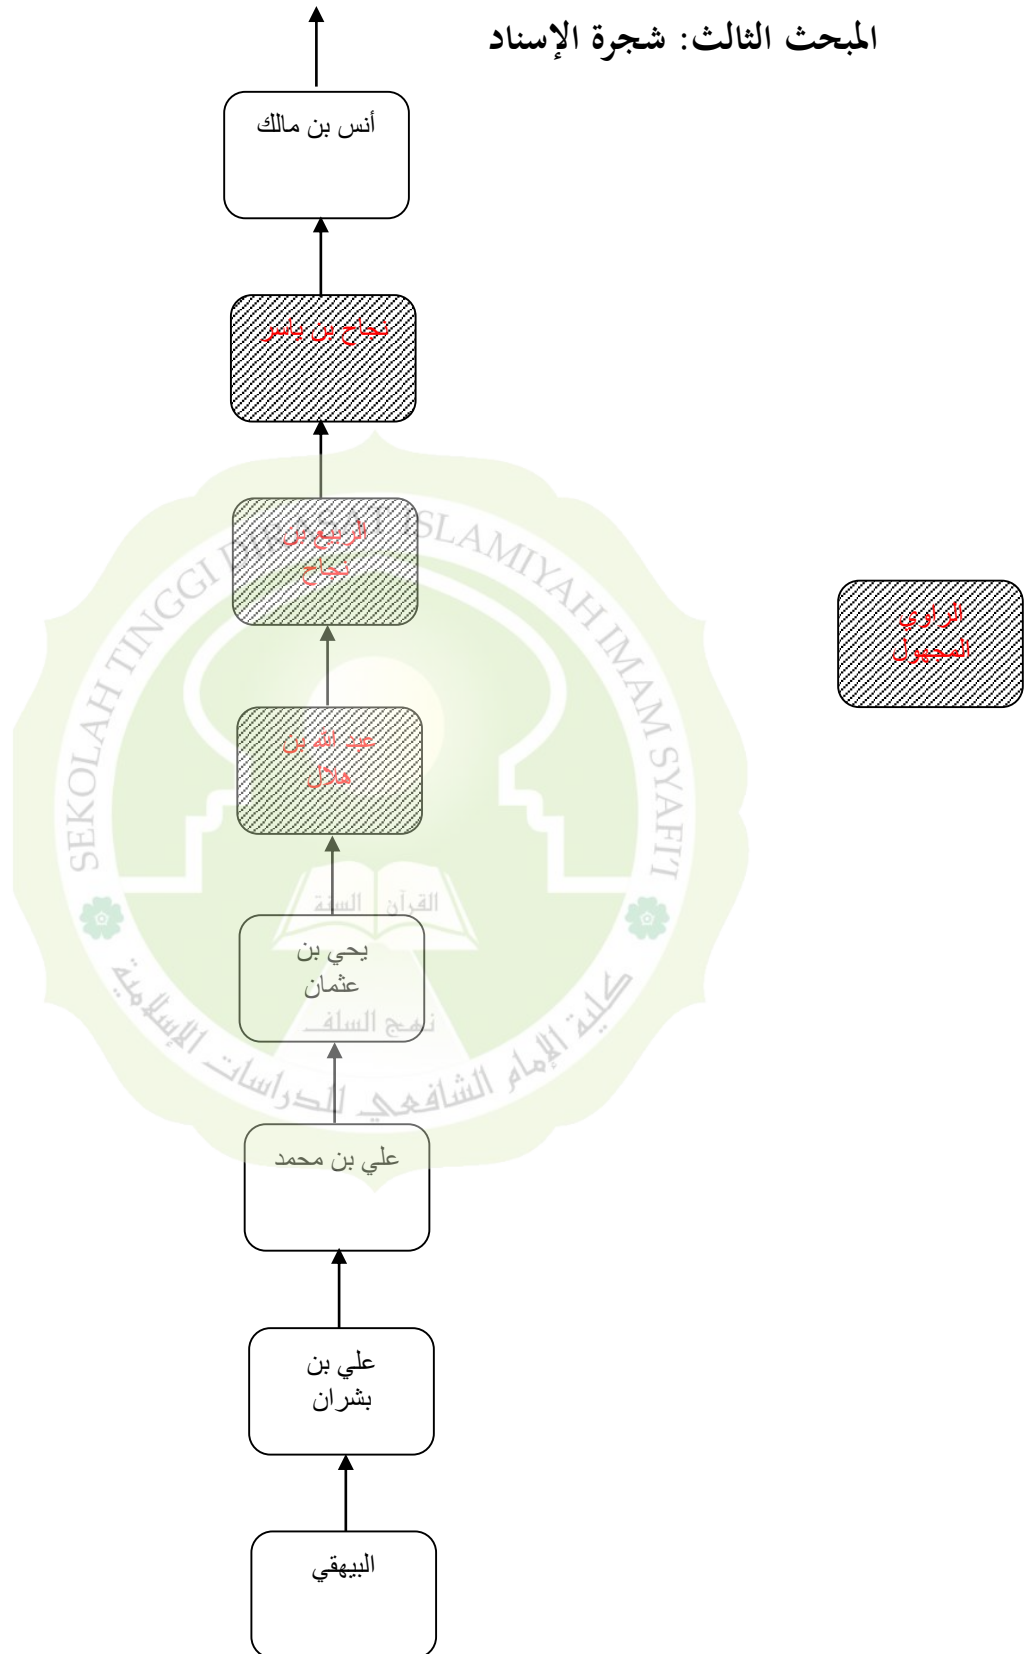 المبحث الثالث: شجرة الإسناد
أنس بن مالك
نجاح بن ياسر
الربيع بن
نجاح
الراوي
المجهول
عبد الله بن
هلال
يحي بن
عثمان
علي بن محمد
علي بن
بشران
البيهقي
SEKOLAH TINGGI DIRASAT ISLAMIYAH IMAM SYAFI'I
القرآن السنة
نهج السلف
كلية الإمام الشافعي للدراسات الإسلامية